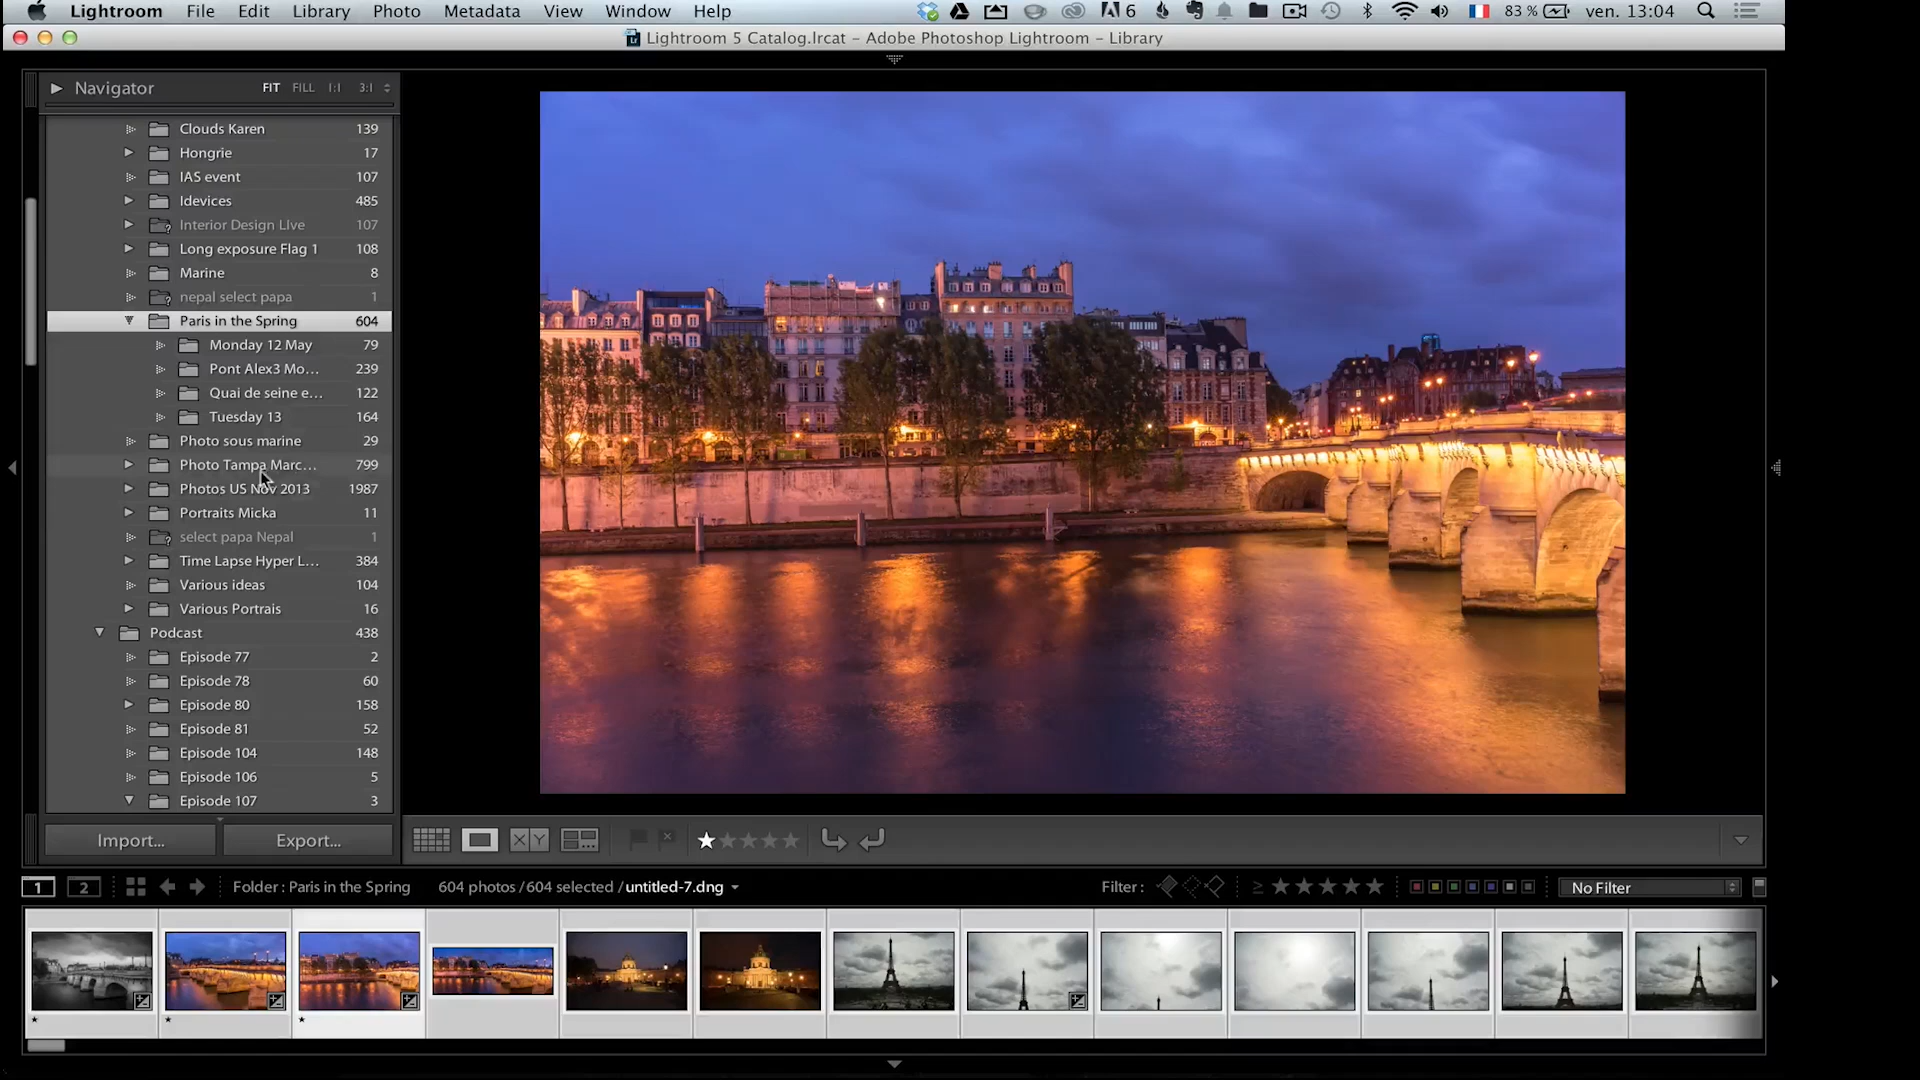 Lightroom File Edit Library Photo Metadata View Window Help 6 83 % ven. 13:04
Lightroom 5 Catalog.lrcat – Adobe Photoshop Lightroom – Library
Navigator FIT FILL 1:1 3:1
Clouds Karen 139
Hongrie 17
IAS event 107
Idevices 485
Interior Design LIve 107
Long exposure Flag 1 108
Marine 8
nepal select papa 1
Paris in the Spring 604
Monday 12 May 79
Pont Alex3 Mo... 239
Quai de seine e... 122
Tuesday 13 164
Photo sous marine 29
Photo Tampa Marc... 799
Photos US Nov 2013 1987
Portraits Micka 11
select papa Nepal 1
Time Lapse Hyper L... 384
Various ideas 104
Various Portrais 16
Podcast 438
Episode 77 2
Episode 78 60
Episode 80 158
Episode 81 52
Episode 104 148
Episode 106 5
Episode 107 3
Import... Export... X Y
1 2 Folder : Paris in the Spring 604 photos /604 selected /untitled-7.dng Filter : ≥ No Filter